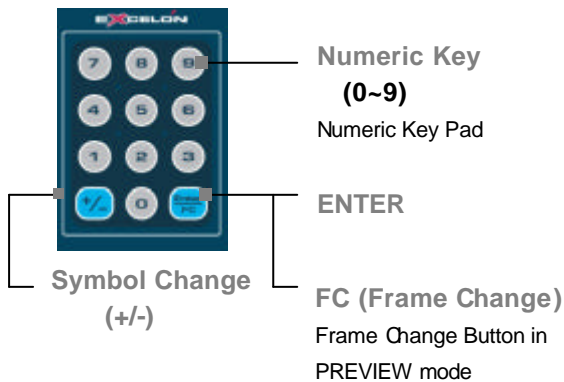 EXCELON
7 8 9
4 5 6
1 2 3
+/- 0 Enter
FC
Numeric Key
(0~9)
Numeric Key Pad
ENTER
Symbol Change
(+/-)
FC (Frame Change)
Frame Change Button in
PREVIEW mode